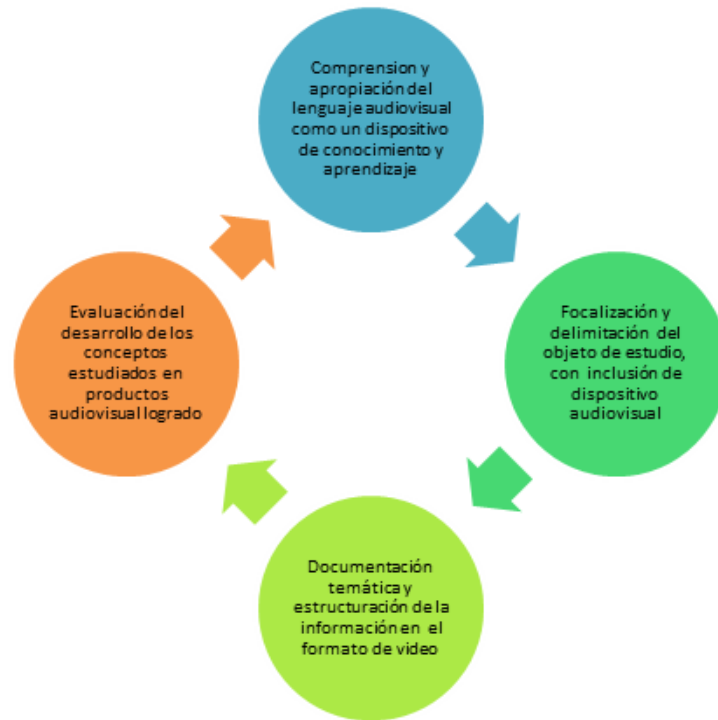 Comprension y
apropiación del
lenguaje audiovisual
como un dispositivo
de conocimiento y
aprendizaje
Focalización y
delimitación del
objeto de estudio,
con inclusión de
dispositivo
audiovisual
Documentación
temática y
estructuración de la
información en el
formato de video
Evaluación del
desarrollo de los
conceptos
estudiados en
productos
audiovisual logrado